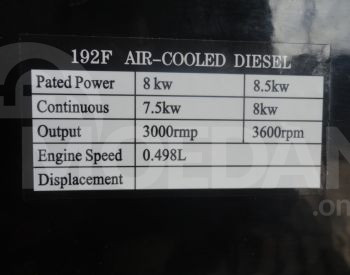 192F AIR-COOLED DIESEL
Pated Power 8 kw 8.5kw
Continuous 7.5kw 8kw
Output 3000rmp 3600rpm
Engine Speed 0.498L
Displacement